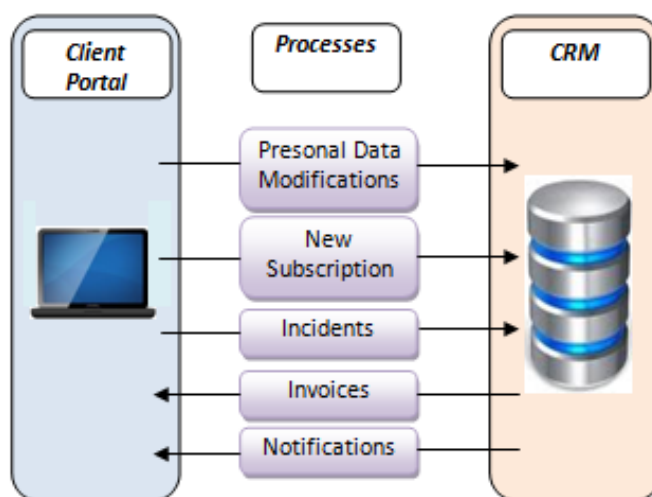 Client
Portal
Processes
CRM
Presonal Data
Modifications
New
Subscription
Incidents
Invoices
Notifications